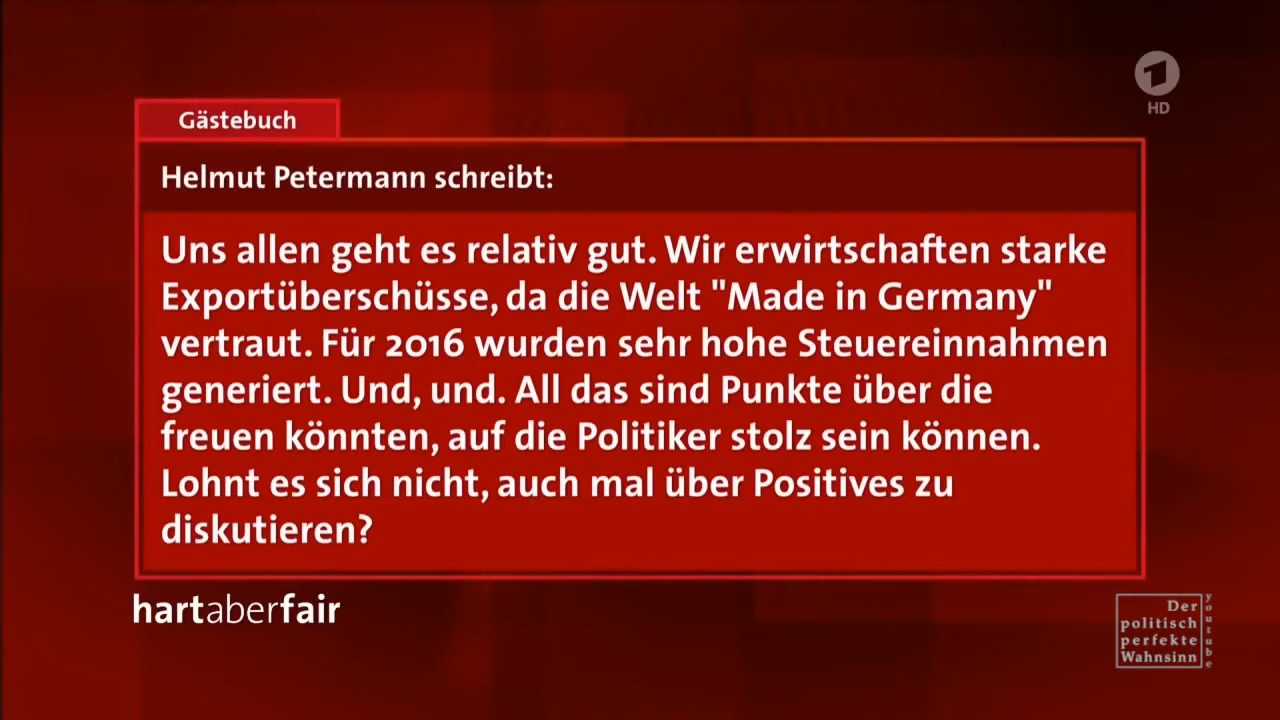 1
HD
Gästebuch
Helmut Petermann schreibt:
Uns allen geht es relativ gut. Wir erwirtschaften starke
Exportüberschüsse, da die Welt "Made in Germany"
vertraut. Für 2016 wurden sehr hohe Steuereinnahmen
generiert. Und, und. All das sind Punkte über die
freuen könnten, auf die Politiker stolz sein können.
Lohnt es sich nicht, auch mal über Positives zu
diskutieren?
hartaberfair
Der
politisch
perfekte
Wahnsinn
youtube